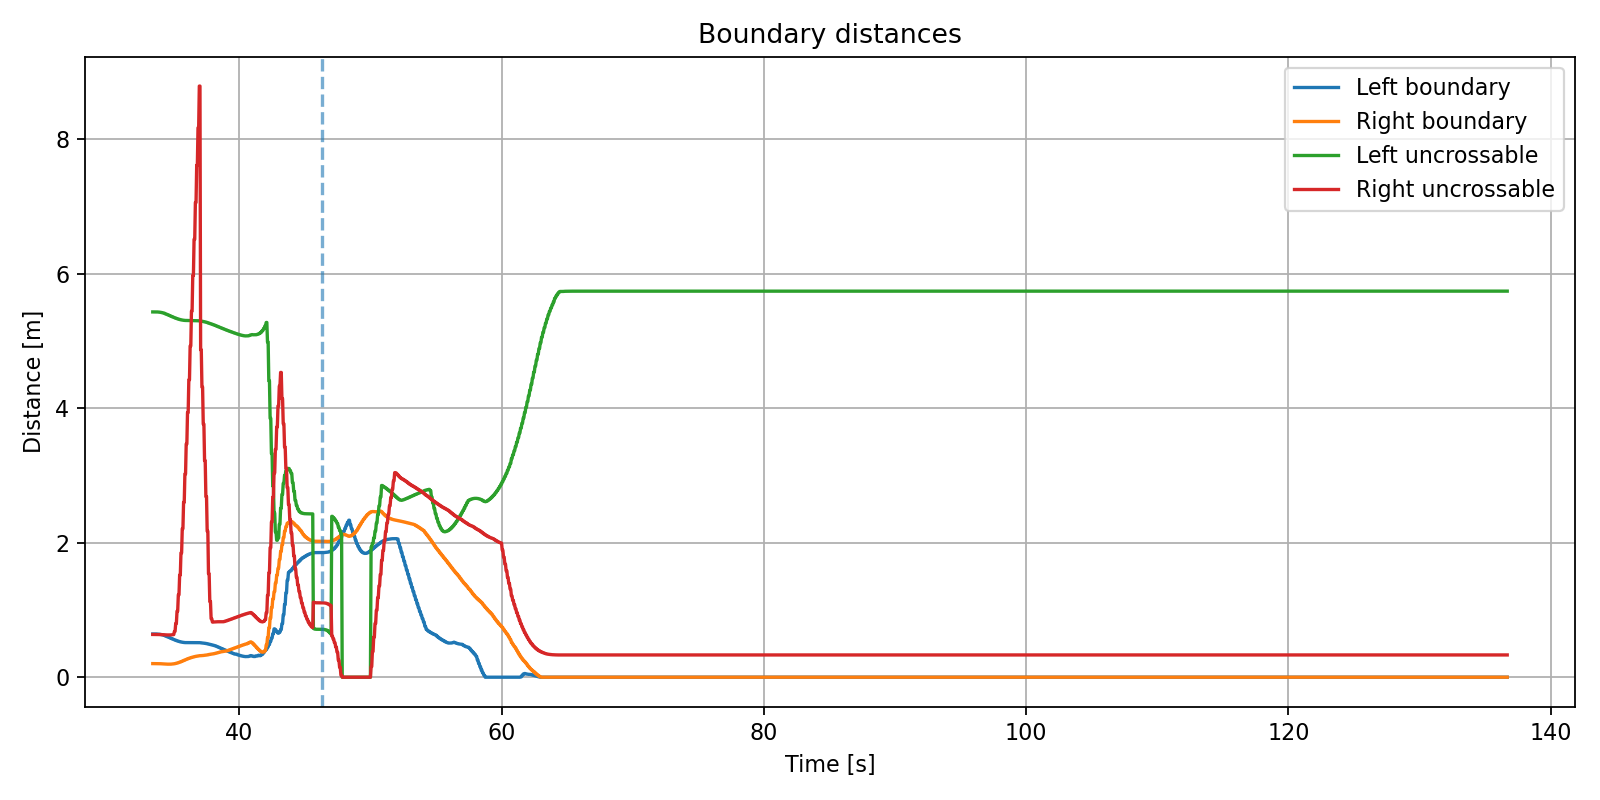 Boundary distances
Left boundary
Right boundary
Left uncrossable
Right uncrossable
8
6
4
2
0
Distance [m]
40
60
80
100
120
140
Time [s]